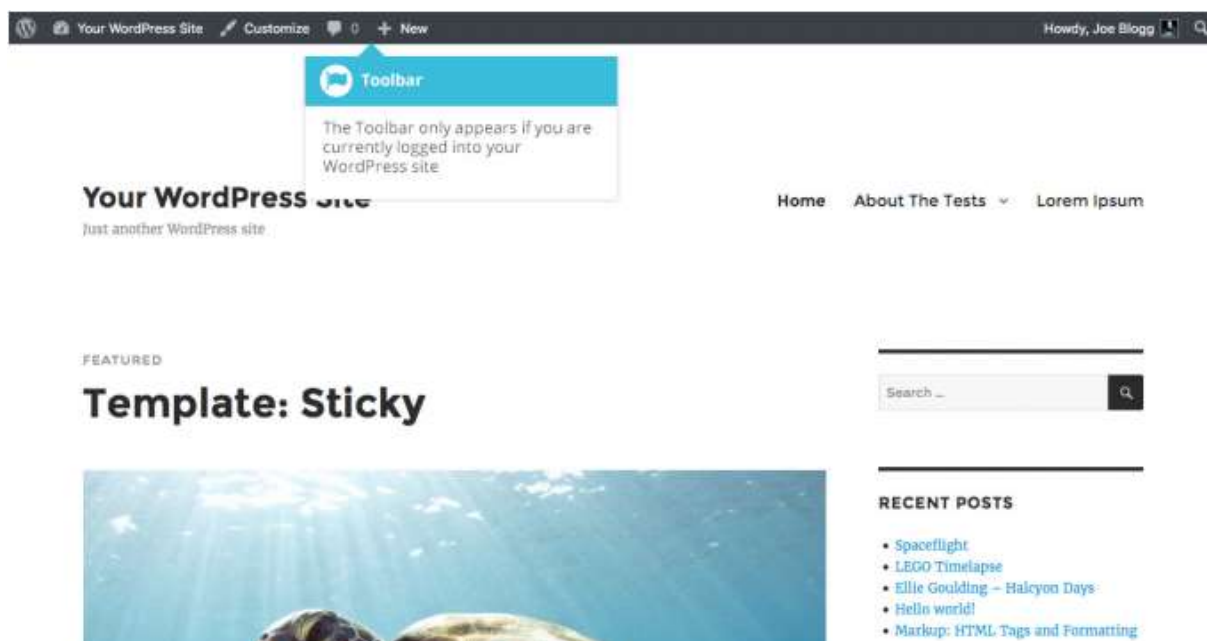 Your WordPress Site Customize 0 New Howdy, Joe Blogg
Toolbar
The Toolbar only appears if you are
currently logged into your
WordPress site
Your WordPress Site
Just another WordPress site
Home About The Tests Lorem Ipsum
FEATURED
Template: Sticky
Search ...
RECENT POSTS
• Spaceflight
• LEGO Timelapse
• Ellie Goulding – Halcyon Days
• Hello world!
• Markup: HTML Tags and Formatting